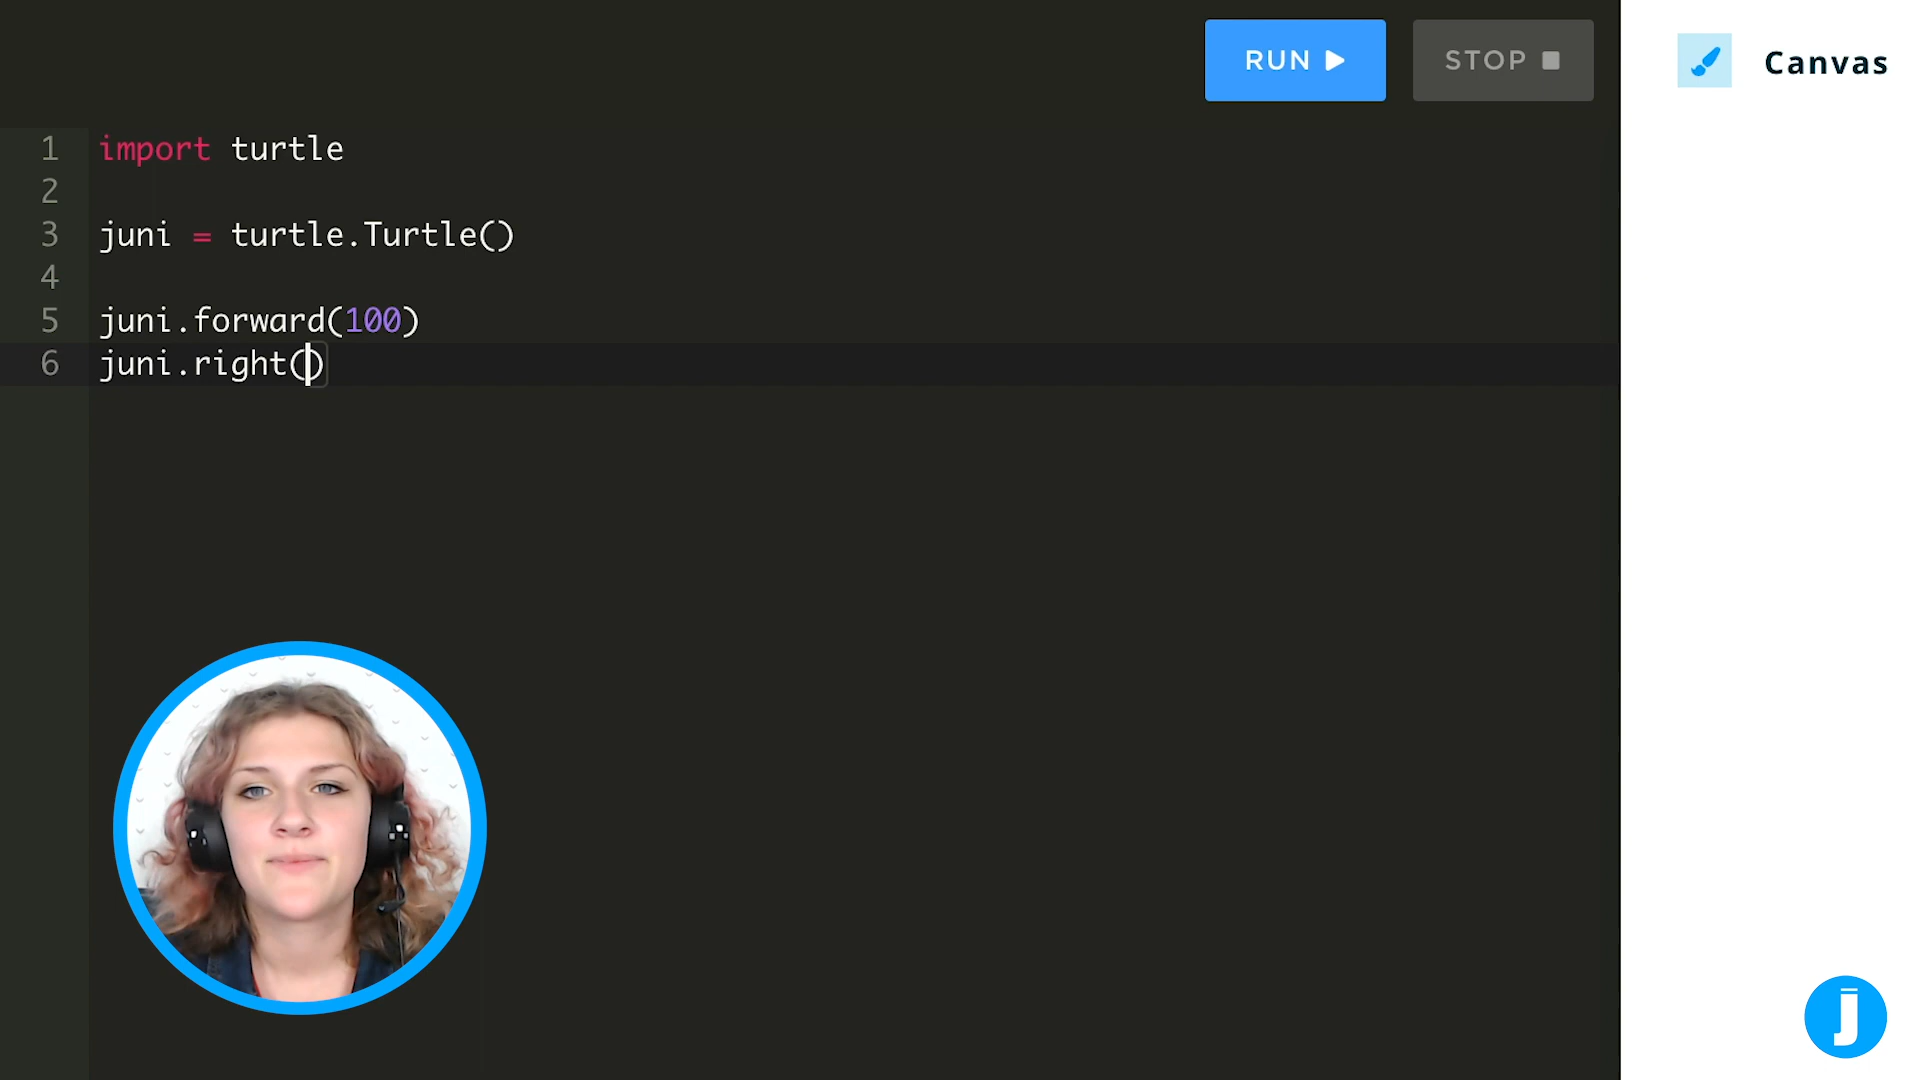 RUN
STOP
Canvas
1 import turtle
2
3 juni = turtle.Turtle()
4
5 juni.forward(100)
6 juni.right()
J